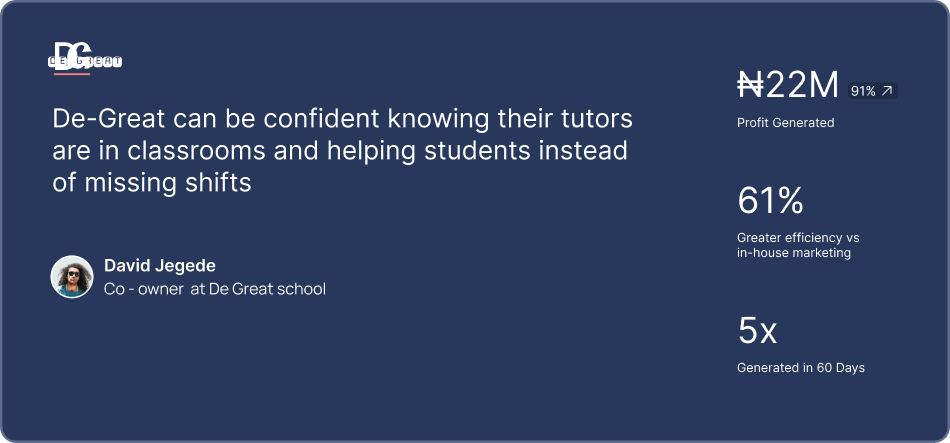 DG
DE GREAT
De-Great can be confident knowing their tutors
are in classrooms and helping students instead
of missing shifts
David Jegede
Co - owner at De Great school
₦22M 91%
Profit Generated
61%
Greater efficiency vs
in-house marketing
5x
Generated in 60 Days